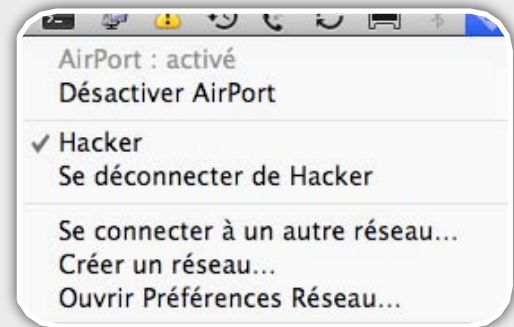 AirPort : activé
Désactiver AirPort
Hacker
Se déconnecter de Hacker
Se connecter à un autre réseau...
Créer un réseau...
Ouvrir Préférences Réseau...